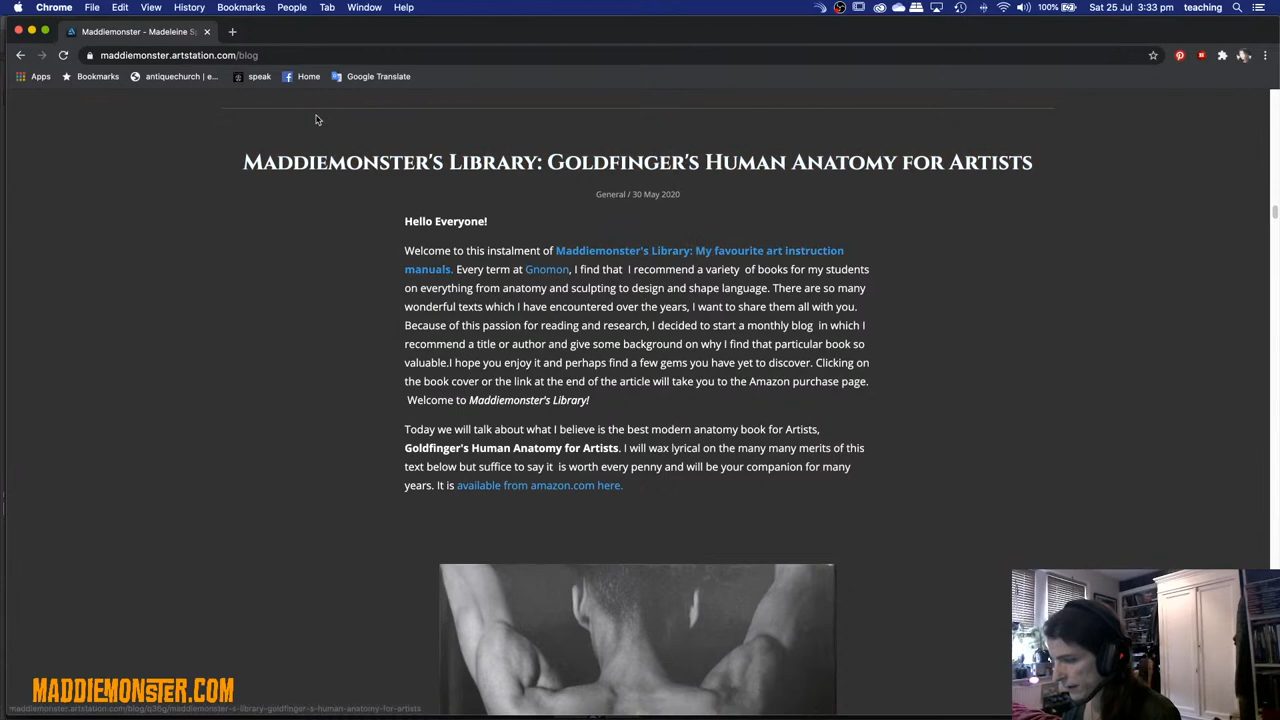 Chrome File Edit View History Bookmarks People Tab Window Help 100% Sat 25 Jul 3:33 pm teaching
Maddiemonster - Madeleine S
maddiemonster.artstation.com/blog
Apps Bookmarks antiquechurch | e... speak Home Google Translate
MADDIEMONSTER'S LIBRARY: GOLDFINGER'S HUMAN ANATOMY FOR ARTISTS
General / 30 May 2020
Hello Everyone!
Welcome to this instalment of Maddiemonster's Library: My favourite art instruction
manuals. Every term at Gnomon, I find that I recommend a variety of books for my students
on everything from anatomy and sculpting to design and shape language. There are so many
wonderful texts which I have encountered over the years, I want to share them all with you.
Because of this passion for reading and research, I decided to start a monthly blog in which I
recommend a title or author and give some background on why I find that particular book so
valuable.I hope you enjoy it and perhaps find a few gems you have yet to discover. Clicking on
the book cover or the link at the end of the article will take you to the Amazon purchase page.
Welcome to Maddiemonster's Library!
Today we will talk about what I believe is the best modern anatomy book for Artists,
Goldfinger's Human Anatomy for Artists. I will wax lyrical on the many many merits of this
text below but suffice to say it is worth every penny and will be your companion for many
years. It is available from amazon.com here.
MADDIEMONSTER.COM
maddiemonster.artstation.com/blog/q36g/maddiemonster-s-library-goldfinger-s-human-anatomy-for-artists